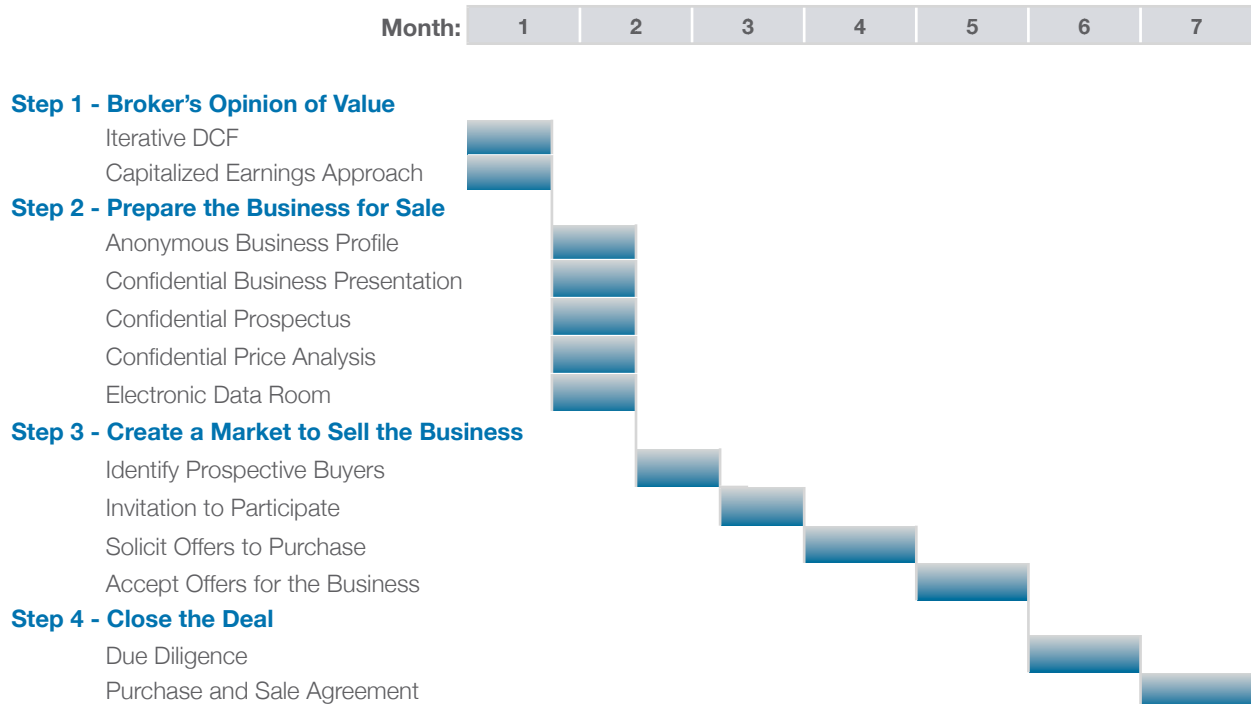 Month: 1 2 3 4 5 6 7
Step 1 - Broker’s Opinion of Value
Iterative DCF
Capitalized Earnings Approach
Step 2 - Prepare the Business for Sale
Anonymous Business Profile
Confidential Business Presentation
Confidential Prospectus
Confidential Price Analysis
Electronic Data Room
Step 3 - Create a Market to Sell the Business
Identify Prospective Buyers
Invitation to Participate
Solicit Offers to Purchase
Accept Offers for the Business
Step 4 - Close the Deal
Due Diligence
Purchase and Sale Agreement